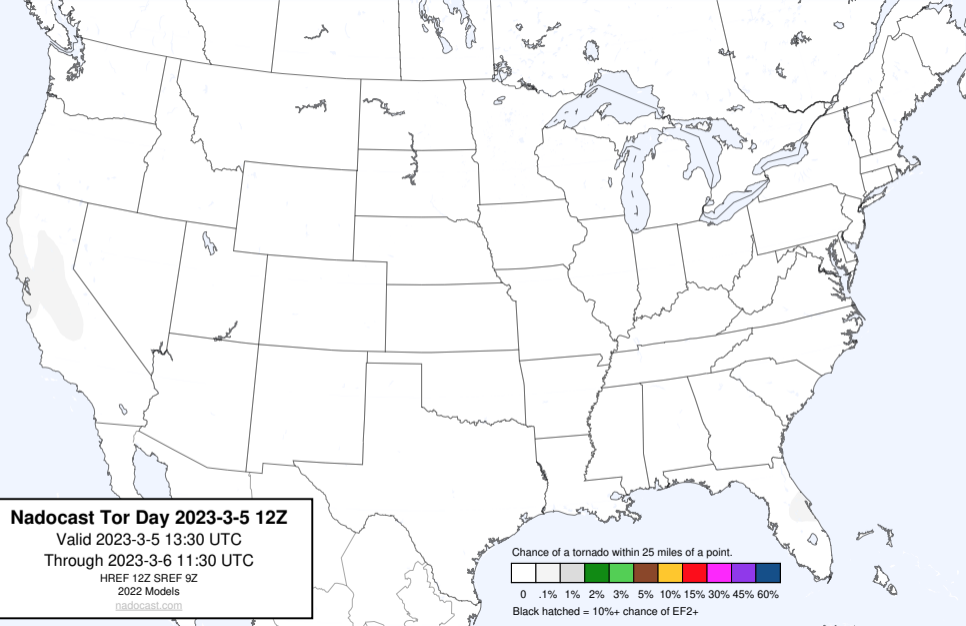 Nadocast Tor Day 2023-3-5 12Z
Valid 2023-3-5 13:30 UTC
Through 2023-3-6 11:30 UTC
HREF 12Z SREF 9Z
2022 Models
nadocast.com
Chance of a tornado within 25 miles of a point.
0 .1% 1% 2% 3% 5% 10% 15% 30% 45% 60%
Black hatched = 10%+ chance of EF2+